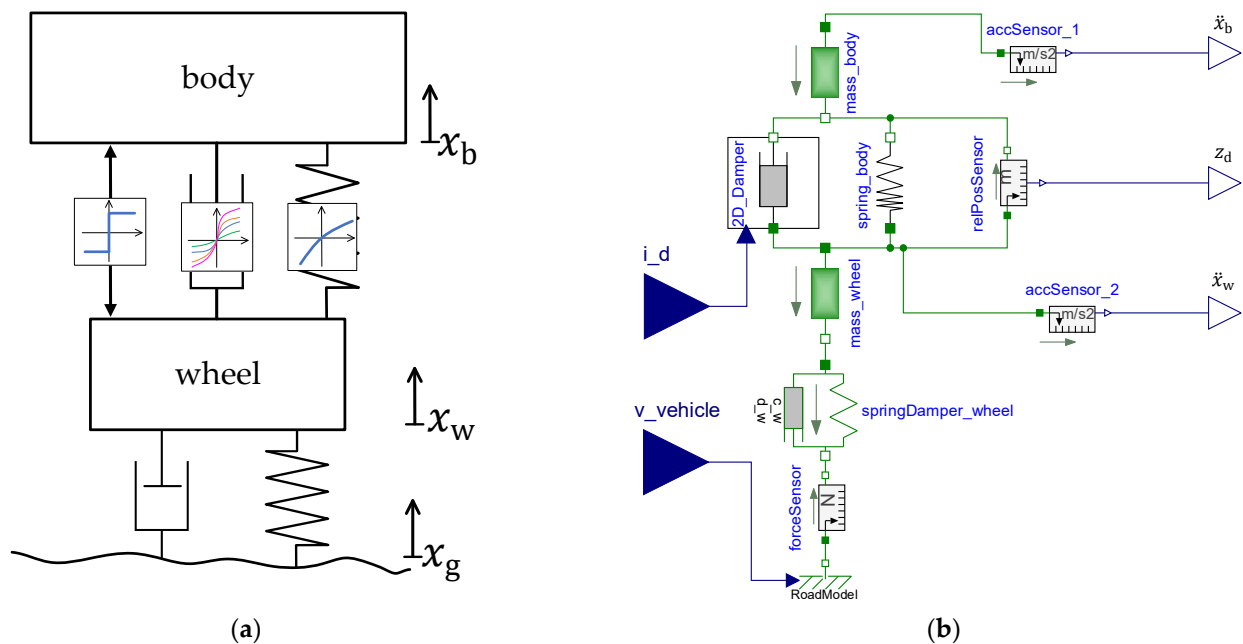 body
x_b
wheel
x_w
x_g
(a)
mass_body
accSensor_1
m/s2
ẍ_b
2D_Damper
spring_body
relPosSensor
m
z_d
i_d
mass_wheel
accSensor_2
m/s2
ẍ_w
v_vehicle
c_w
d_w
springDamper_wheel
forceSensor
N
RoadModel
(b)